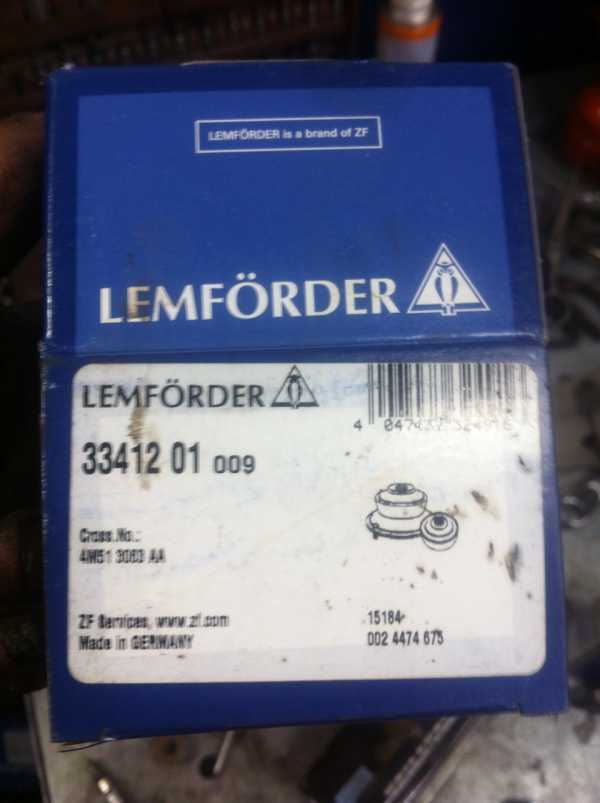 LEMFÖRDER is a brand of ZF
LEMFÖRDER
LEMFÖRDER
33412 01 009
Cross.No.:
4M51 3063 AA
ZF Services, www.zf.com
Made in GERMANY
15184
002 4474 675